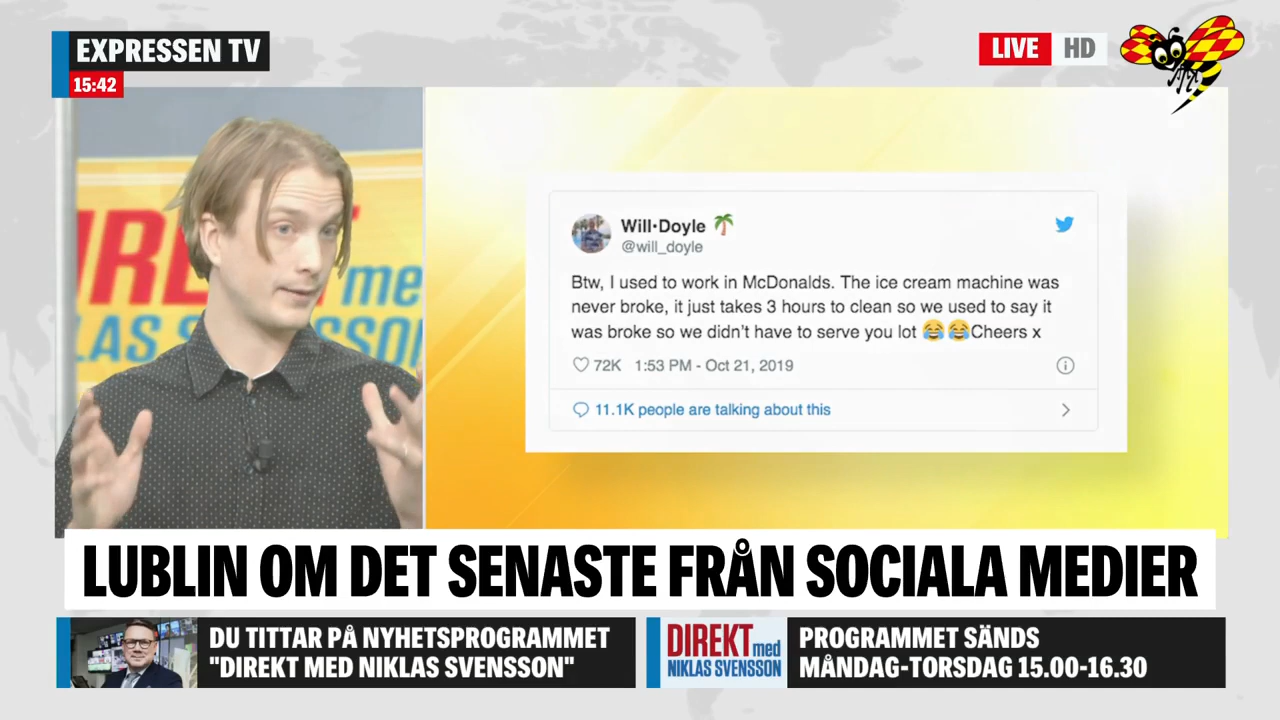 EXPRESSEN TV
15:42
LIVE HD
Will•Doyle 🌴
@will_doyle
Btw, I used to work in McDonalds. The ice cream machine was
never broke, it just takes 3 hours to clean so we used to say it
was broke so we didn't have to serve you lot 😂😂Cheers x
72K 1:53 PM - Oct 21, 2019
11.1K people are talking about this
LUBLIN OM DET SENASTE FRÅN SOCIALA MEDIER
DU TITTAR PÅ NYHETSPROGRAMMET
"DIREKT MED NIKLAS SVENSSON"
DIREKT med
NIKLAS SVENSSON
PROGRAMMET SÄNDS
MÅNDAG-TORSDAG 15.00-16.30